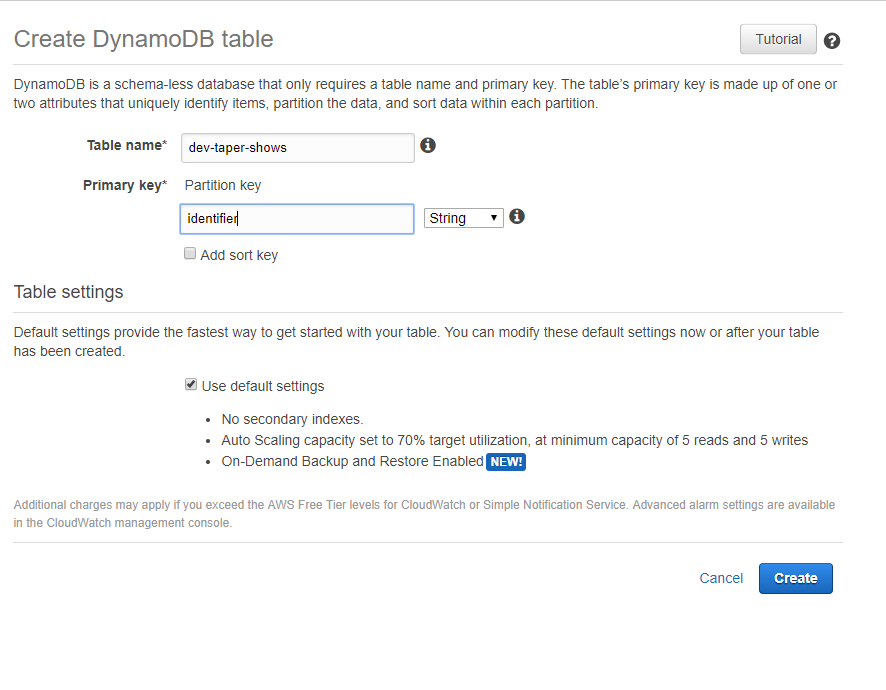 Create DynamoDB table
Tutorial
DynamoDB is a schema-less database that only requires a table name and primary key. The table's primary key is made up of one or
two attributes that uniquely identify items, partition the data, and sort data within each partition.
Table name* dev-taper-shows
Primary key* Partition key
identifier String
Add sort key
Table settings
Default settings provide the fastest way to get started with your table. You can modify these default settings now or after your table
has been created.
Use default settings
• No secondary indexes.
• Auto Scaling capacity set to 70% target utilization, at minimum capacity of 5 reads and 5 writes
• On-Demand Backup and Restore Enabled NEW!
Additional charges may apply if you exceed the AWS Free Tier levels for CloudWatch or Simple Notification Service. Advanced alarm settings are available
in the CloudWatch management console.
Cancel Create